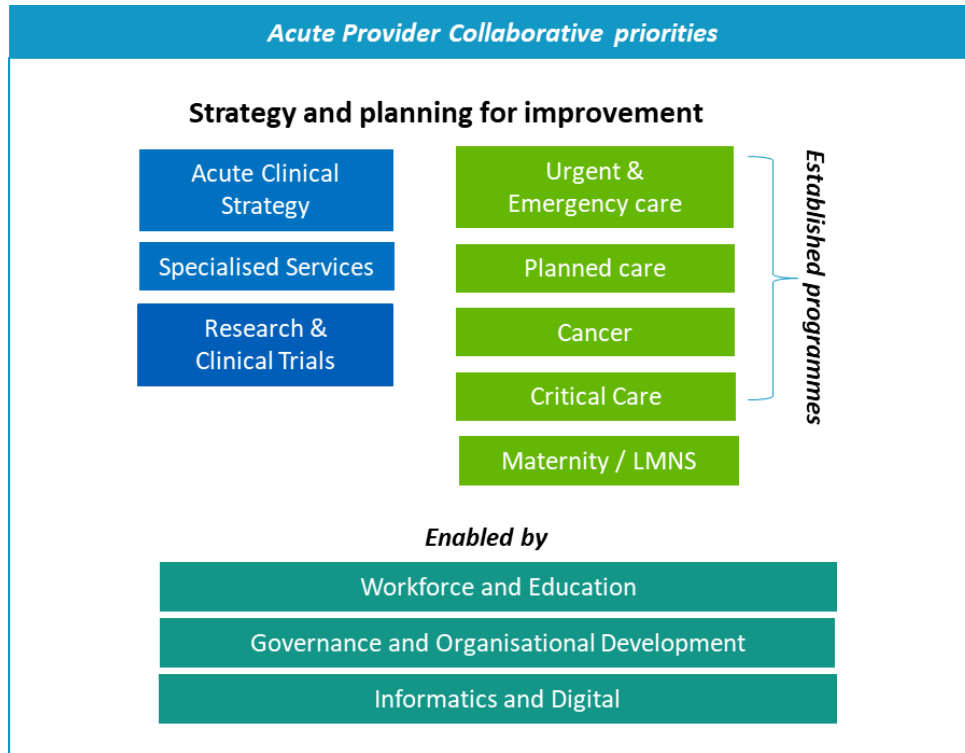 Acute Provider Collaborative priorities
Strategy and planning for improvement
Acute Clinical
Strategy
Specialised Services
Research &
Clinical Trials
Urgent &
Emergency care
Planned care
Cancer
Critical Care
Maternity / LMNS
Established programmes
Enabled by
Workforce and Education
Governance and Organisational Development
Informatics and Digital